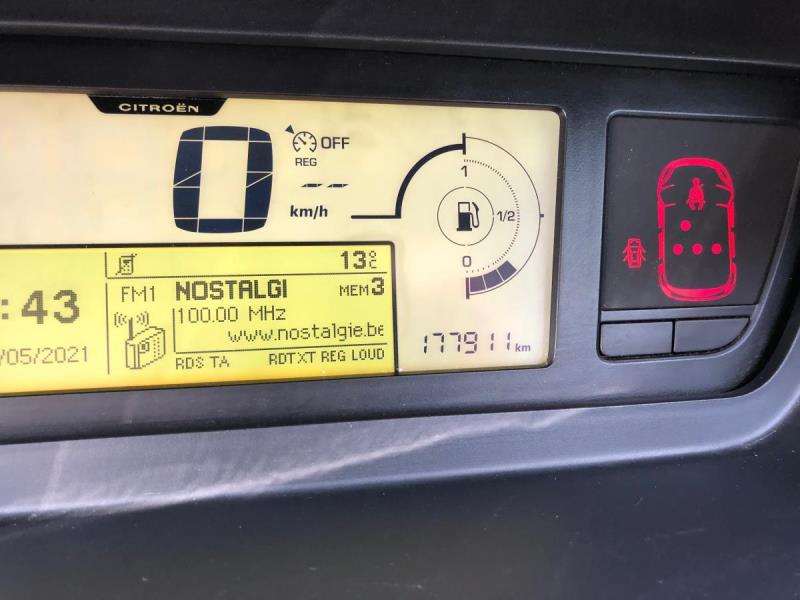 CITROËN
0
OFF
REG
--
km/h
1
1/2
0
13°C
:43
FM1 NOSTALGI MEM3
100.00 MHz
www.nostalgie.be
/05/2021
RDS TA RDTXT REG LOUD
177911 km